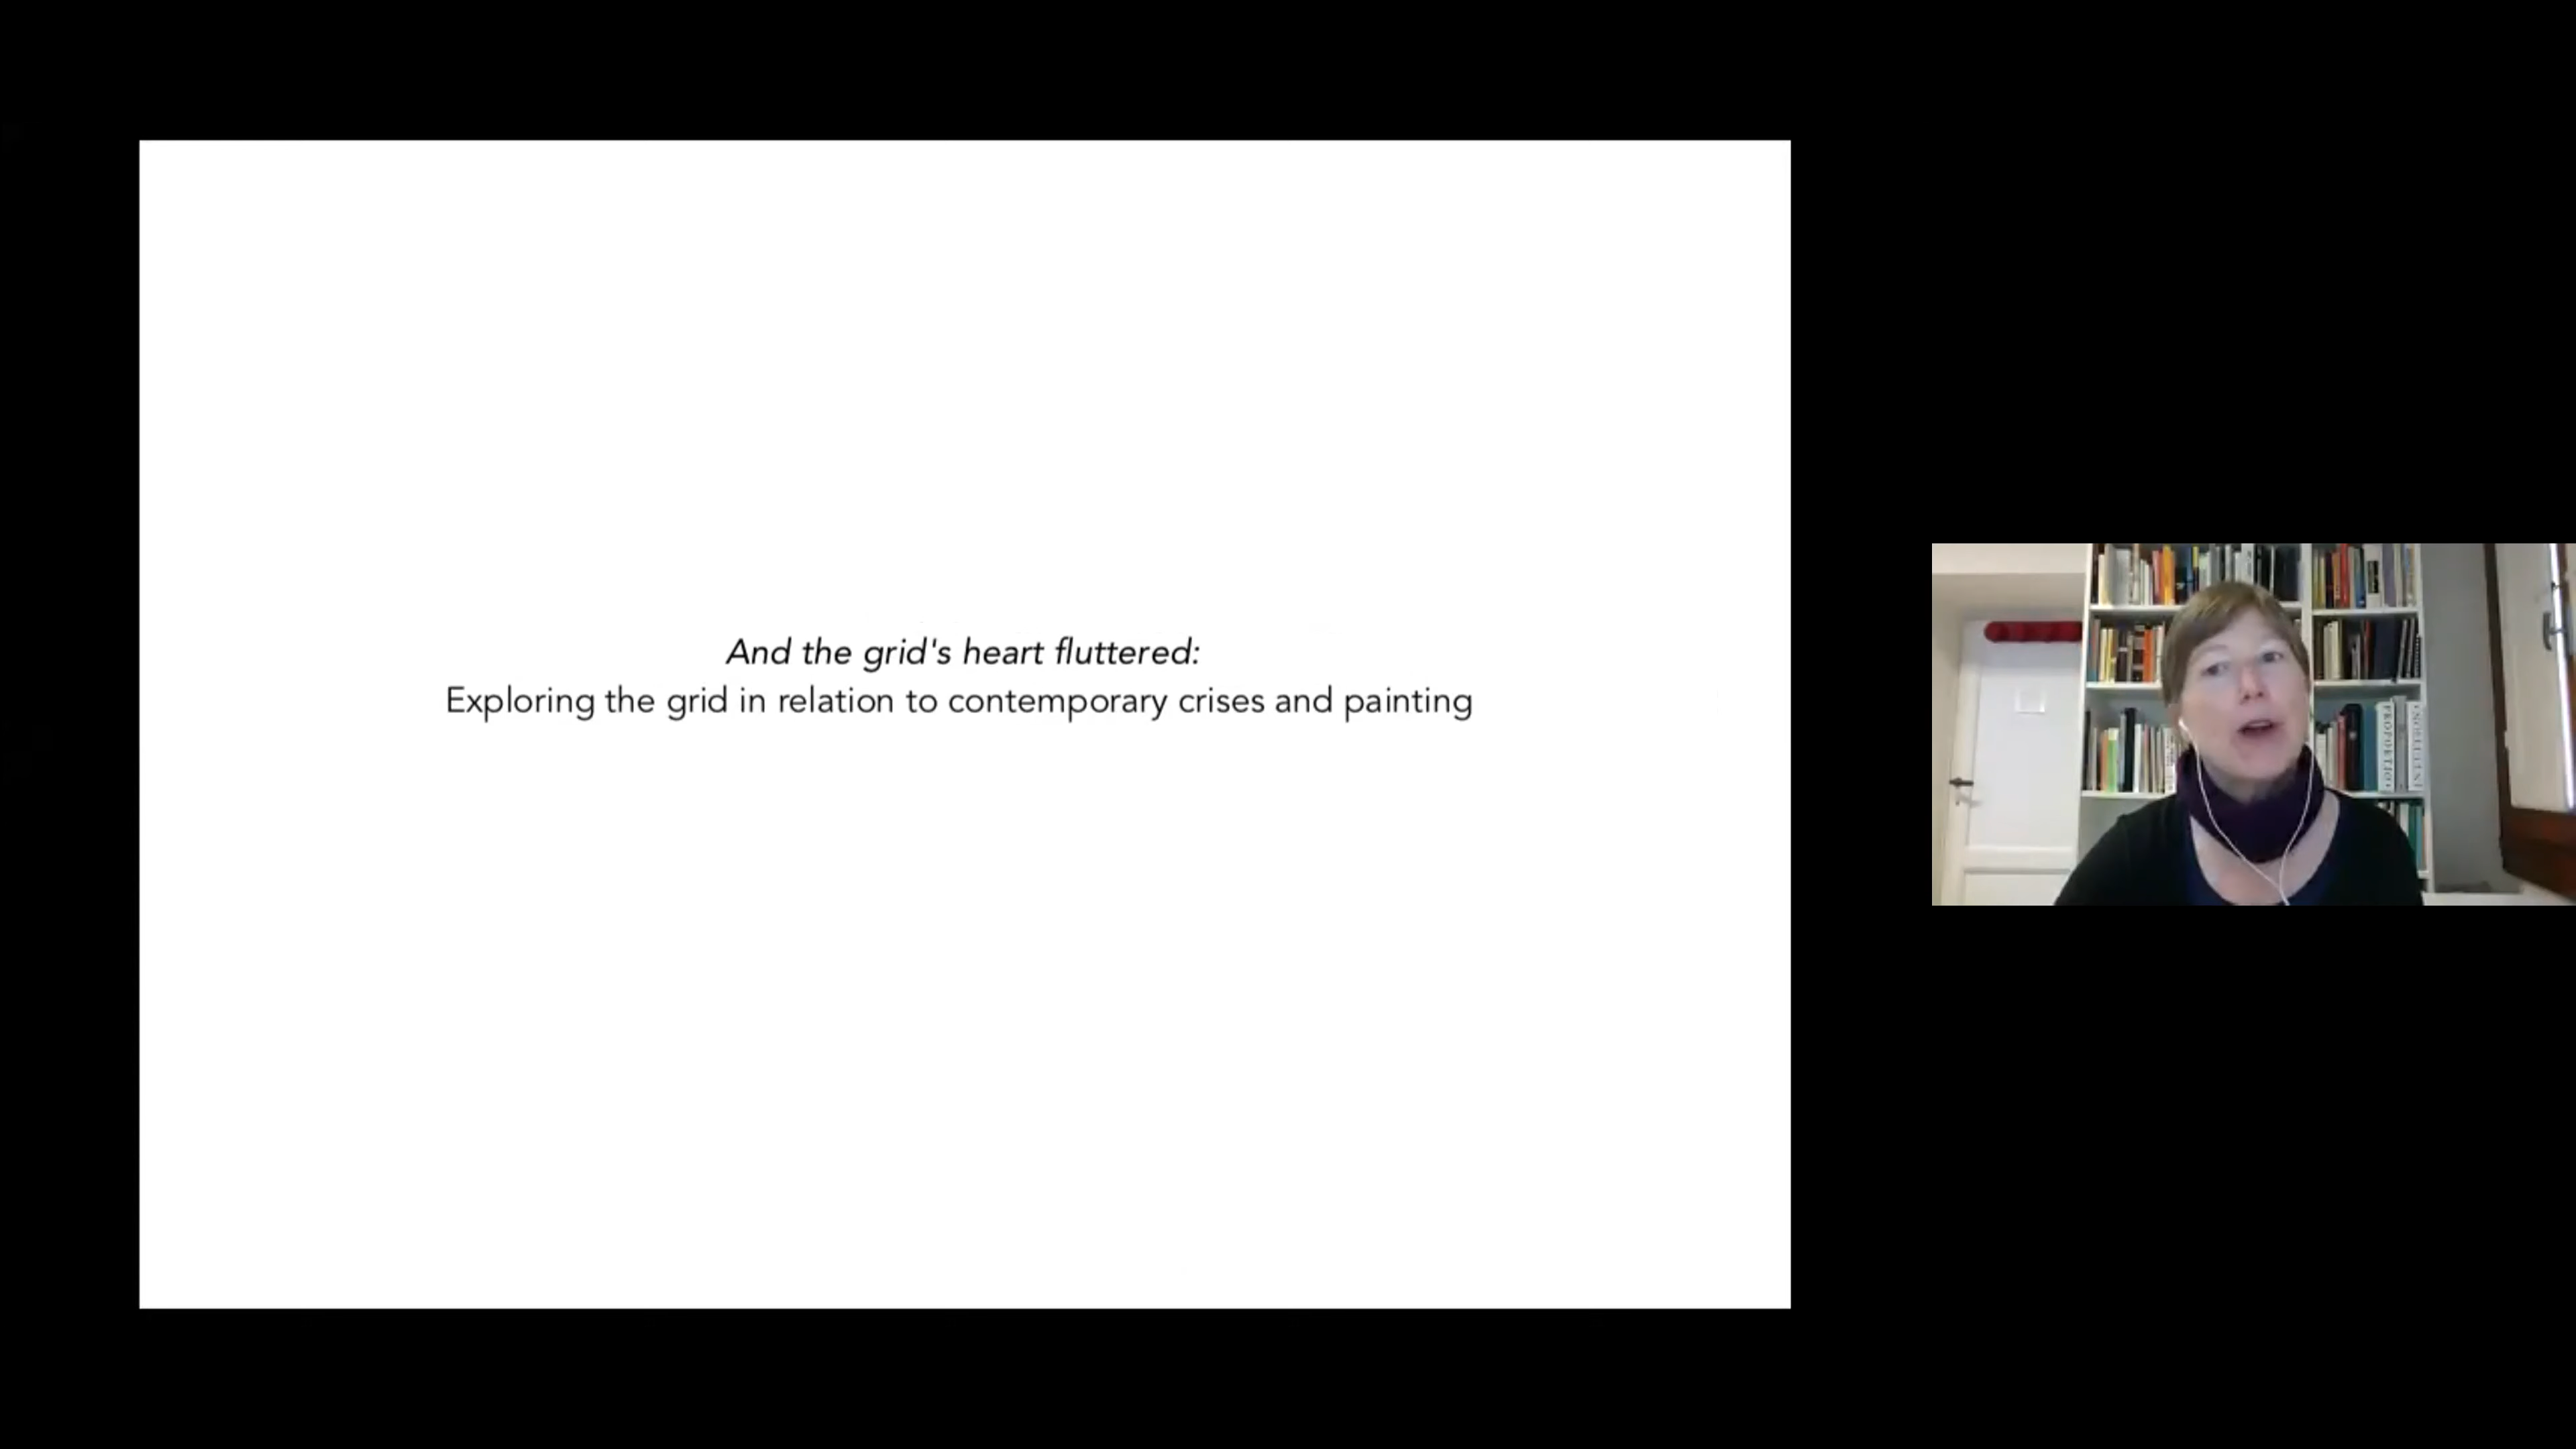 And the grid's heart fluttered:
Exploring the grid in relation to contemporary crises and painting